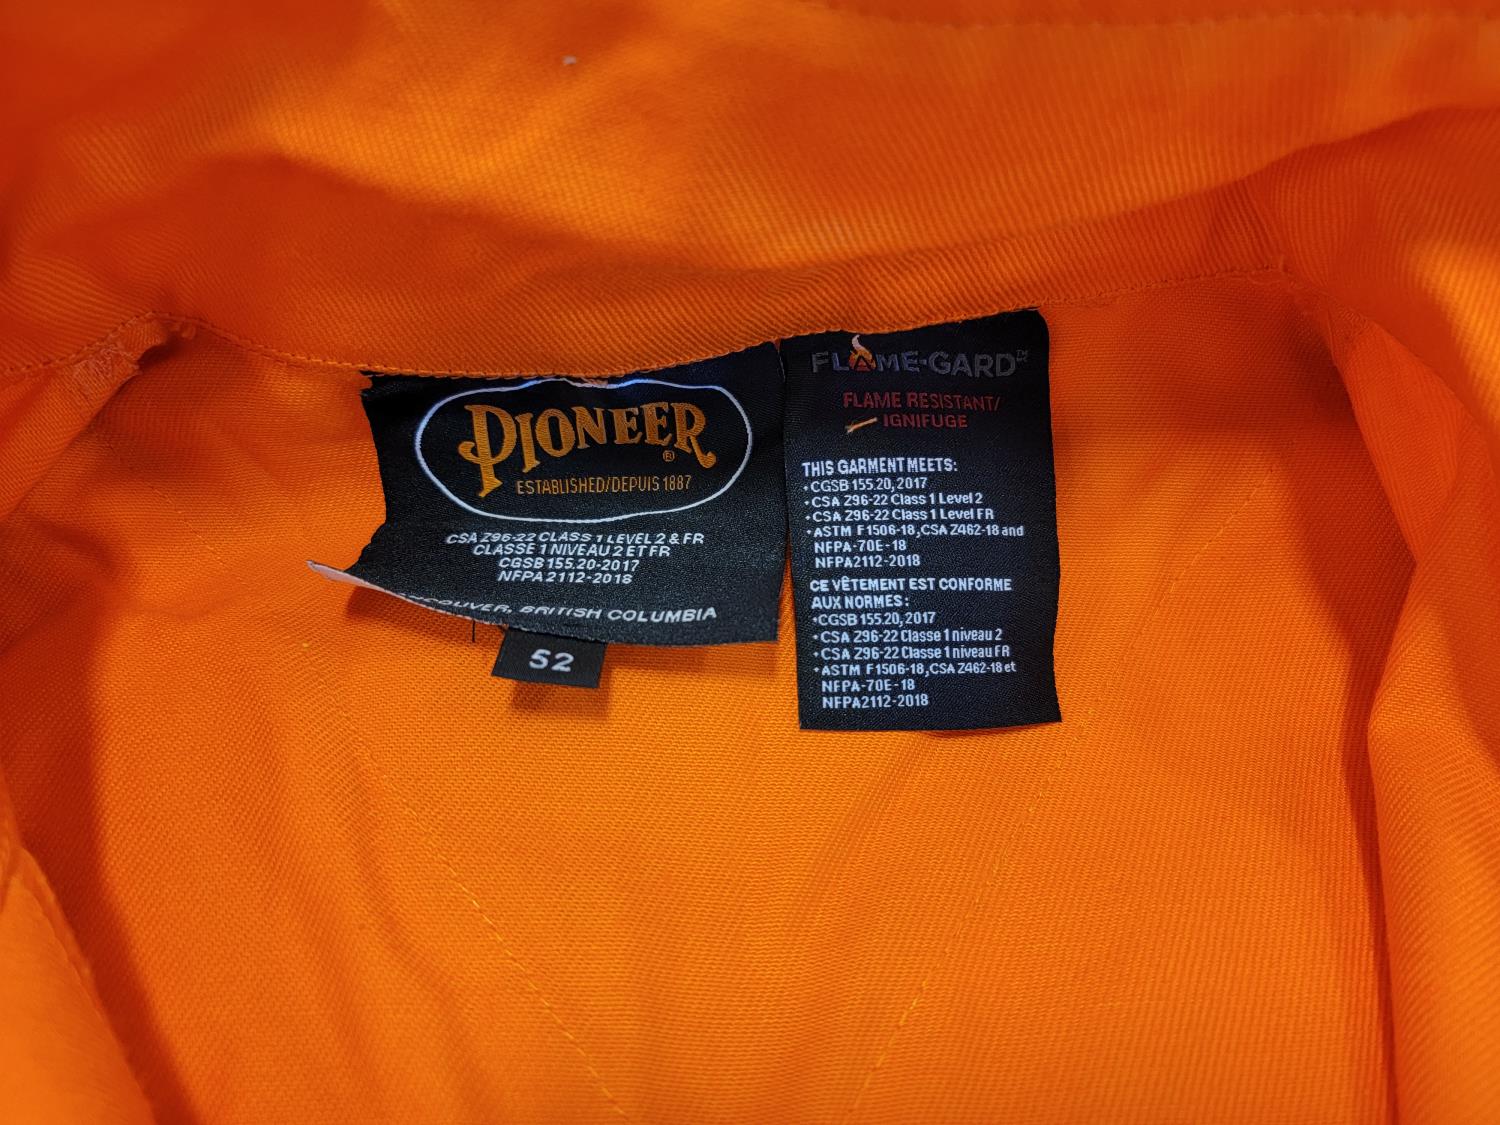 PIONEER®
ESTABLISHED/DEPUIS 1887
CSA Z96-22 CLASS 1 LEVEL 2 & FR
CLASSE 1 NIVEAU 2 ET FR
CGSB 155.20-2017
NFPA 2112-2018
BRITISH COLUMBIA
52
FLAME-GARD™
FLAME RESISTANT/
IGNIFUGE
THIS GARMENT MEETS:
•CGSB 155.20, 2017
•CSA Z96-22 Class 1 Level 2
•CSA Z96-22 Class 1 Level FR
•ASTM F1506-18, CSA Z462-18 and
NFPA-70E-18
NFPA2112-2018
CE VÊTEMENT EST CONFORME
AUX NORMES:
•CGSB 155.20, 2017
•CSA Z96-22 Classe 1 niveau 2
•CSA Z96-22 Classe 1 niveau FR
•ASTM F1506-18, CSA Z462-18 et
NFPA-70E-18
NFPA2112-2018